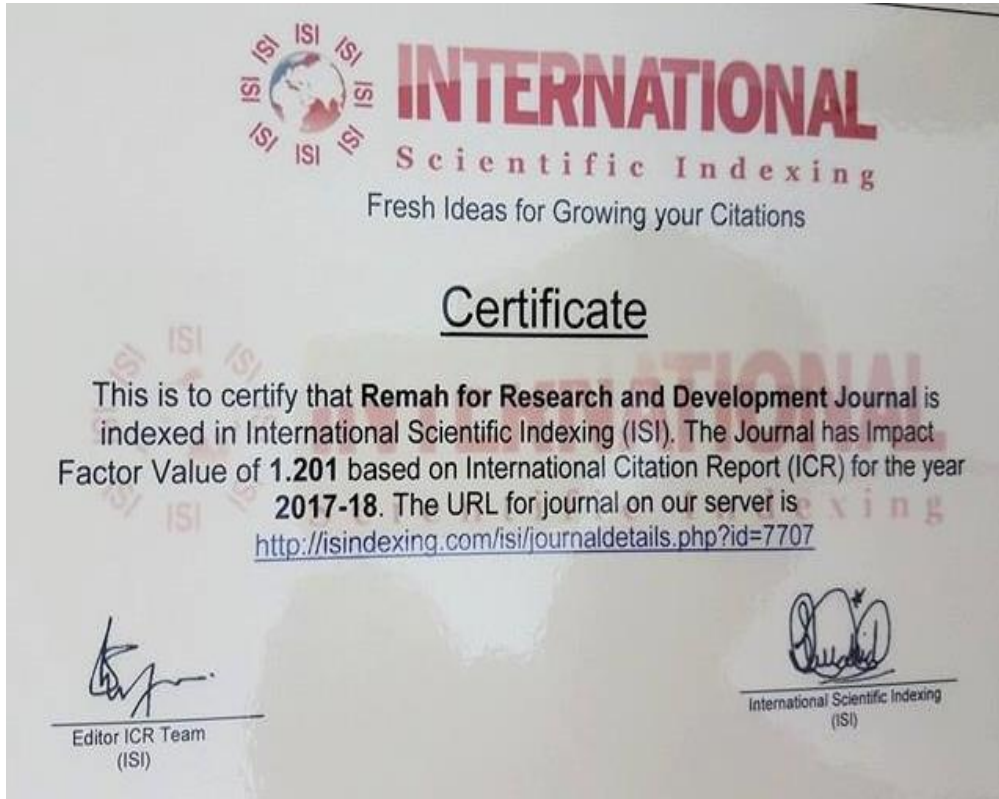 ISI ISI ISI ISI ISI ISI ISI ISI
INTERNATIONAL
Scientific Indexing
Fresh Ideas for Growing your Citations
Certificate
This is to certify that Remah for Research and Development Journal is
indexed in International Scientific Indexing (ISI). The Journal has Impact
Factor Value of 1.201 based on International Citation Report (ICR) for the year
2017-18. The URL for journal on our server is
http://isindexing.com/isi/journaldetails.php?id=7707
Editor ICR Team
(ISI)
International Scientific Indexing
(ISI)